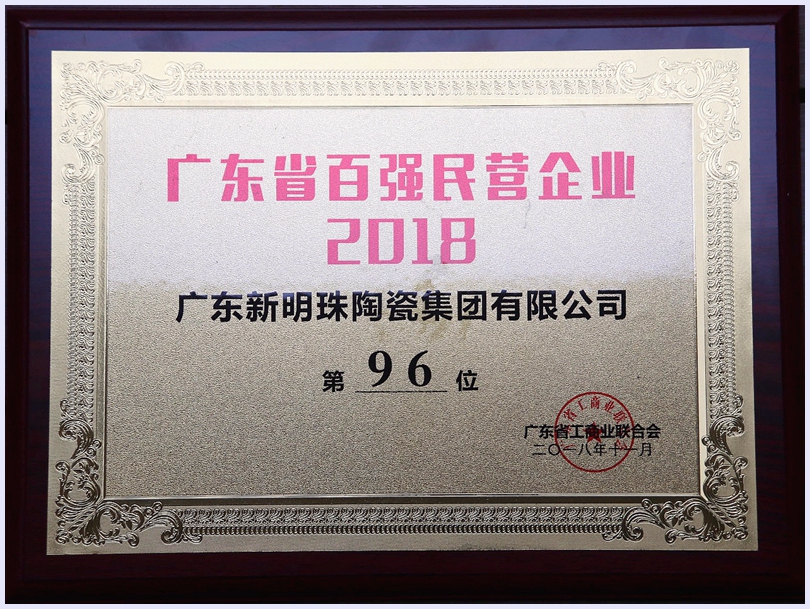 广东省百强民营企业
2018
广东新明珠陶瓷集团有限公司
第 96 位
广东省工商业联合会
二〇一八年十一月